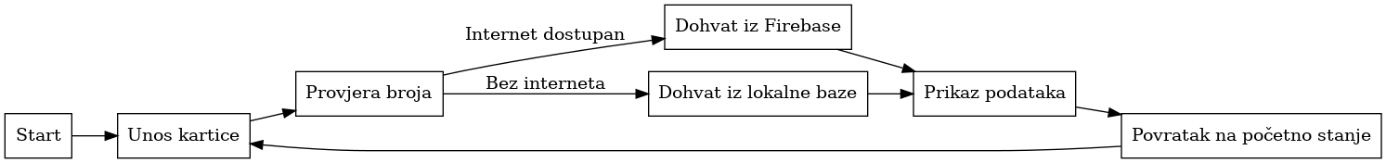 Start
Unos kartice
Provjera broja
Internet dostupan
Bez interneta
Dohvat iz Firebase
Dohvat iz lokalne baze
Prikaz podataka
Povratak na početno stanje